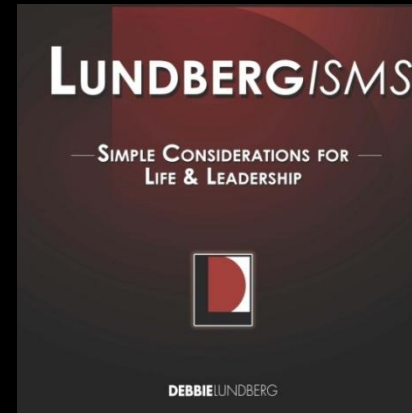 LUNDBERGISMS
SIMPLE CONSIDERATIONS FOR
LIFE & LEADERSHIP
DEBBIELUNDBERG